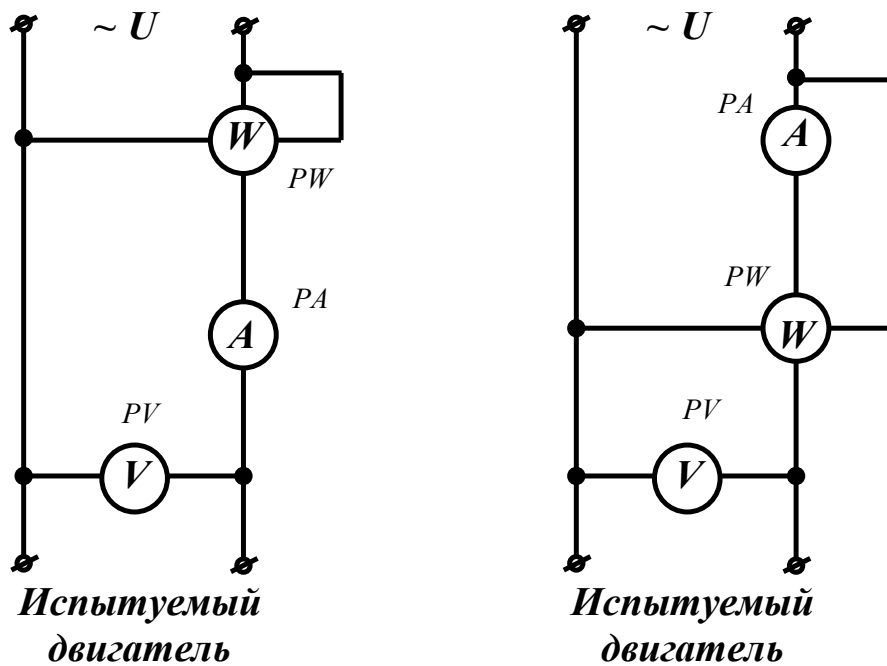 ~ U
W
PW
PA
A
PV
V
Испытуемый
двигатель
~ U
PA
A
PW
W
PV
V
Испытуемый
двигатель